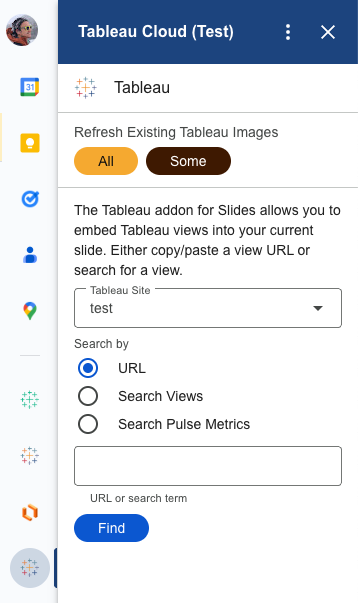 Tableau Cloud (Test)
Tableau
Refresh Existing Tableau Images
All
Some
The Tableau addon for Slides allows you to
embed Tableau views into your current
slide. Either copy/paste a view URL or
search for a view.
Tableau Site
test
Search by
URL
Search Views
Search Pulse Metrics
URL or search term
Find
31